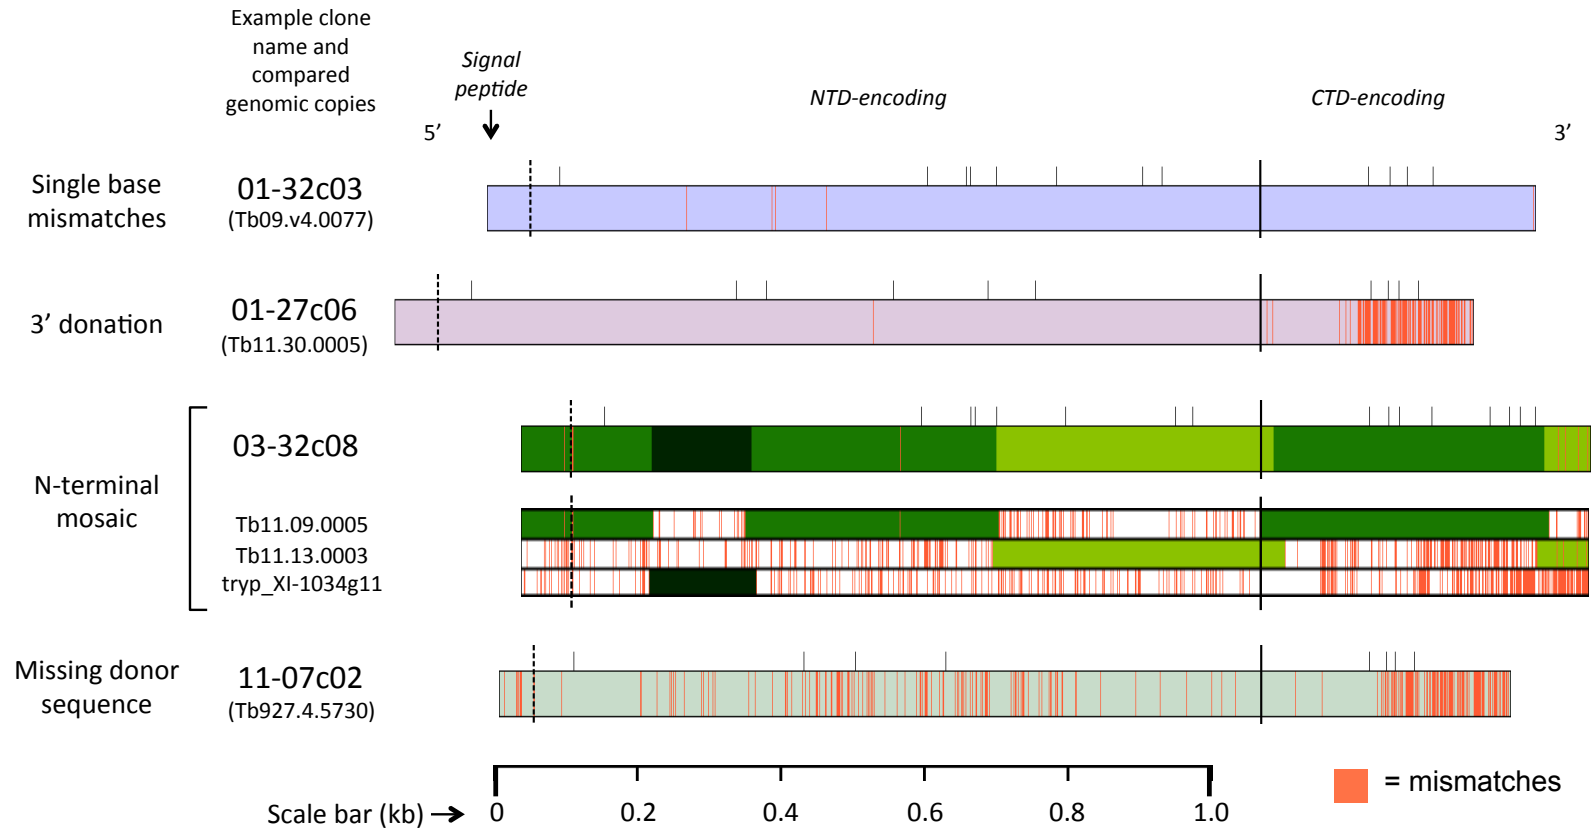 Example clone
name and
compared
genomic copies
Signal
peptide
NTD-encoding
CTD-encoding
5’
3’
Single base
mismatches
01-32c03
(Tb09.v4.0077)
3’ donation
01-27c06
(Tb11.30.0005)
N-terminal
mosaic
03-32c08
Tb11.09.0005
Tb11.13.0003
tryp_XI-1034g11
Missing donor
sequence
11-07c02
(Tb927.4.5730)
Scale bar (kb)
0 0.2 0.4 0.6 0.8 1.0
= mismatches